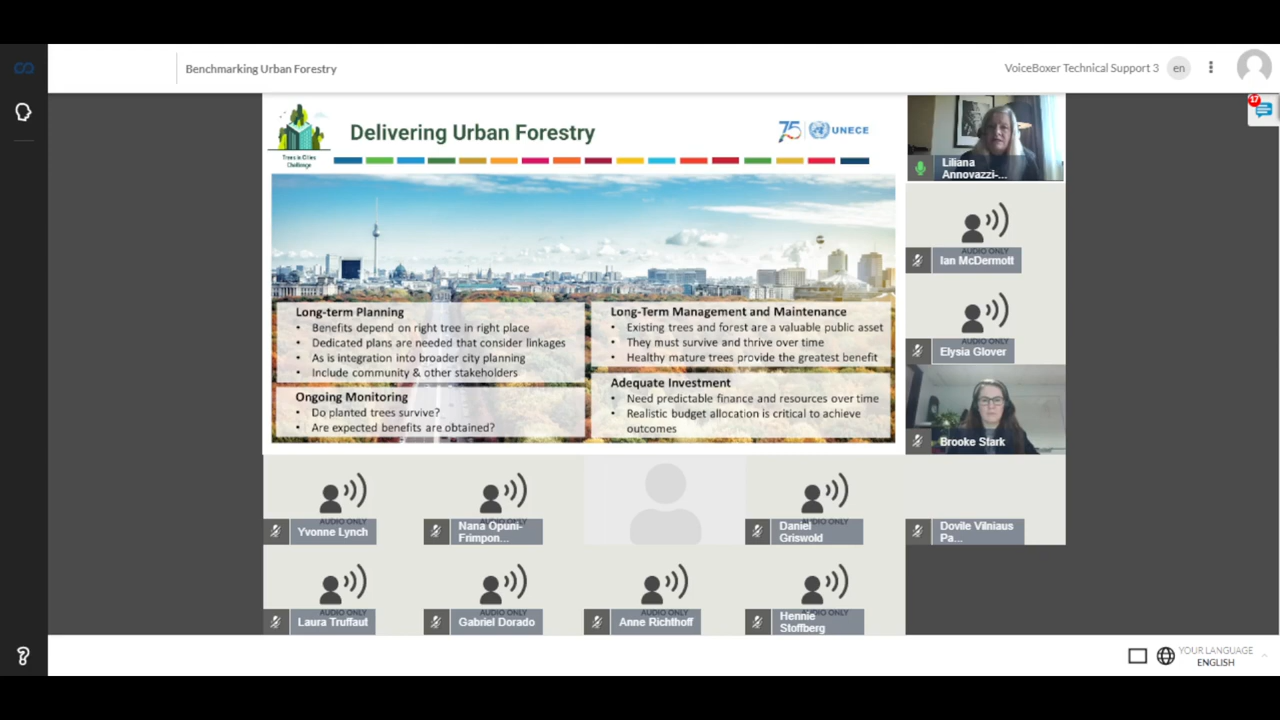 Benchmarking Urban Forestry
VoiceBoxer Technical Support 3
en
17
Trees in Cities
Challenge
Delivering Urban Forestry
75
UNECE
Long-term Planning
• Benefits depend on right tree in right place
• Dedicated plans are needed that consider linkages
• As is integration into broader city planning
• Include community & other stakeholders
Ongoing Monitoring
• Do planted trees survive?
• Are expected benefits are obtained?
Long-Term Management and Maintenance
• Existing trees and forest are a valuable public asset
• They must survive and thrive over time
• Healthy mature trees provide the greatest benefit
Adequate Investment
• Need predictable finance and resources over time
• Realistic budget allocation is critical to achieve
outcomes
Liliana
Annovazzi-...
AUDIO ONLY
Ian McDermott
Elysia Glover
Brooke Stark
AUDIO ONLY
Yvonne Lynch
AUDIO ONLY
Nana Opuni-
Frimpon...
AUDIO ONLY
Daniel
Griswold
Dovile Vilniaus
Pa...
AUDIO ONLY
Laura Truffaut
AUDIO ONLY
Gabriel Dorado
AUDIO ONLY
Anne Richthoff
AUDIO ONLY
Hennie
Stoffberg
?
YOUR LANGUAGE
ENGLISH